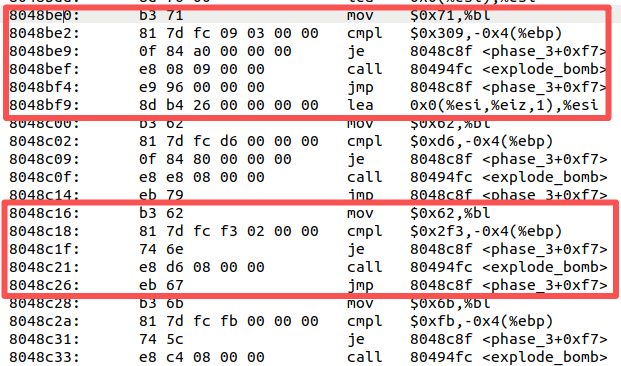 8048be0: b3 71 mov $0x71,%bl
8048be2: 81 7d fc 09 03 00 00 cmpl $0x309,-0x4(%ebp)
8048be9: 0f 84 a0 00 00 00 je 8048c8f <phase_3+0xf7>
8048bef: e8 08 09 00 00 call 80494fc <explode_bomb>
8048bf4: e9 96 00 00 00 jmp 8048c8f <phase_3+0xf7>
8048bf9: 8d b4 26 00 00 00 00 lea 0x0(%esi,%eiz,1),%esi
8048c00: b3 62 mov $0x62,%bl
8048c02: 81 7d fc d6 00 00 00 cmpl $0xd6,-0x4(%ebp)
8048c09: 0f 84 80 00 00 00 je 8048c8f <phase_3+0xf7>
8048c0f: e8 e8 08 00 00 call 80494fc <explode_bomb>
8048c14: eb 79 jmp 8048c8f <phase_3+0xf7>
8048c16: b3 62 mov $0x62,%bl
8048c18: 81 7d fc f3 02 00 00 cmpl $0x2f3,-0x4(%ebp)
8048c1f: 74 6e je 8048c8f <phase_3+0xf7>
8048c21: e8 d6 08 00 00 call 80494fc <explode_bomb>
8048c26: eb 67 jmp 8048c8f <phase_3+0xf7>
8048c28: b3 6b mov $0x6b,%bl
8048c2a: 81 7d fc fb 00 00 00 cmpl $0xfb,-0x4(%ebp)
8048c31: 74 5c je 8048c8f <phase_3+0xf7>
8048c33: e8 c4 08 00 00 call 80494fc <explode_bomb>